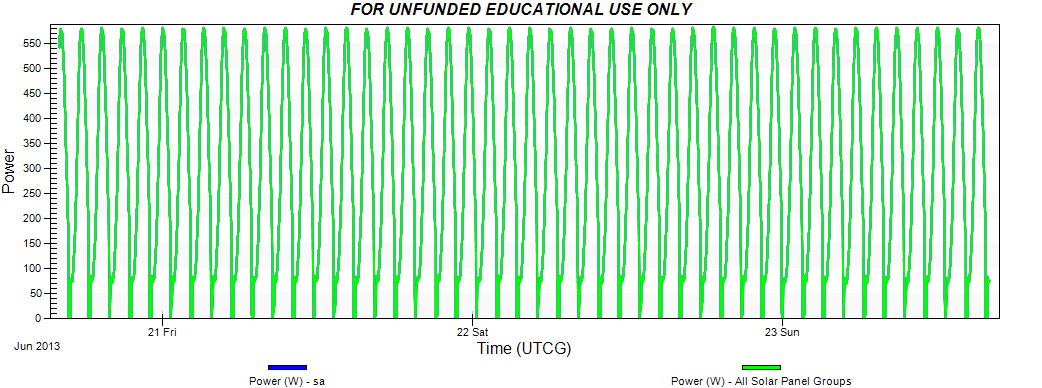 FOR UNFUNDED EDUCATIONAL USE ONLY
550
500
450
400
350
300
250
200
150
100
50
0
Power
21 Fri 22 Sat 23 Sun
Jun 2013
Time (UTCG)
Power (W) - sa Power (W) - All Solar Panel Groups